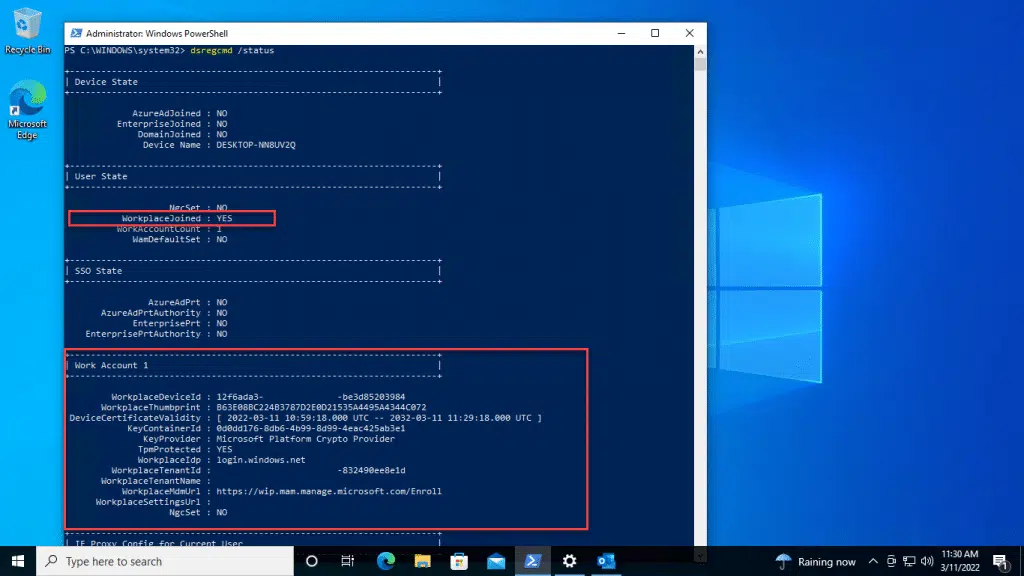 Recycle Bin
Microsoft
Edge
Administrator: Windows PowerShell
PS C:\WINDOWS\system32> dsregcmd /status
+----------------------------------------------------------------------+
| Device State |
+----------------------------------------------------------------------+
AzureAdJoined : NO
EnterpriseJoined : NO
DomainJoined : NO
Device Name : DESKTOP-NN8UV2Q
+----------------------------------------------------------------------+
| User State |
+----------------------------------------------------------------------+
NgcSet : NO
WorkplaceJoined : YES
WorkAccountCount : 1
WamDefaultSet : NO
+----------------------------------------------------------------------+
| SSO State |
+----------------------------------------------------------------------+
AzureAdPrt : NO
AzureAdPrtAuthority : NO
EnterprisePrt : NO
EnterprisePrtAuthority : NO
+----------------------------------------------------------------------+
| Work Account 1 |
+----------------------------------------------------------------------+
WorkplaceDeviceId : 12f6ada3- -be3d85203984
WorkplaceThumbprint : B63E08BC224B3787D2E0D21535A4495A4344C072
DeviceCertificateValidity : [ 2022-03-11 10:59:18.000 UTC -- 2032-03-11 11:29:18.000 UTC ]
KeyContainerId : 0d0dd176-8db6-4b99-8d99-4eac425ab3e1
KeyProvider : Microsoft Platform Crypto Provider
TpmProtected : YES
WorkplaceIdp : login.windows.net
WorkplaceTenantId : -832490ee8e1d
WorkplaceTenantName :
WorkplaceMdmUrl : https://wip.mam.manage.microsoft.com/Enroll
WorkplaceSettingsUrl :
NgcSet : NO
+----------------------------------------------------------------------+
| IE Proxy Config for Current User |
Type here to search
Raining now
11:30 AM
3/11/2022
1